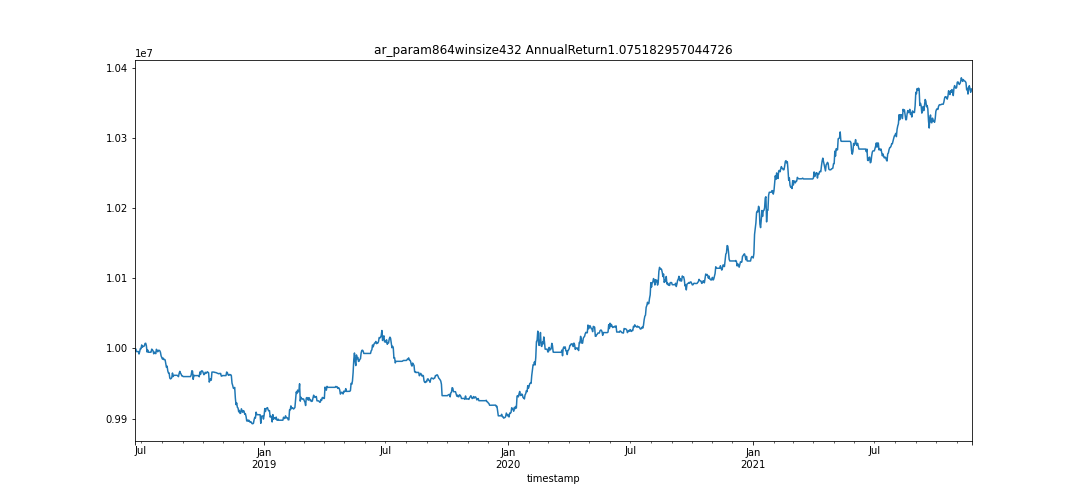 ar_param864winsize432 AnnualReturn1.075182957044726
1e7
1.04
1.03
1.02
1.01
1.00
0.99
Jul
Jan
2019
Jul
Jan
2020
Jul
Jan
2021
Jul
timestamp